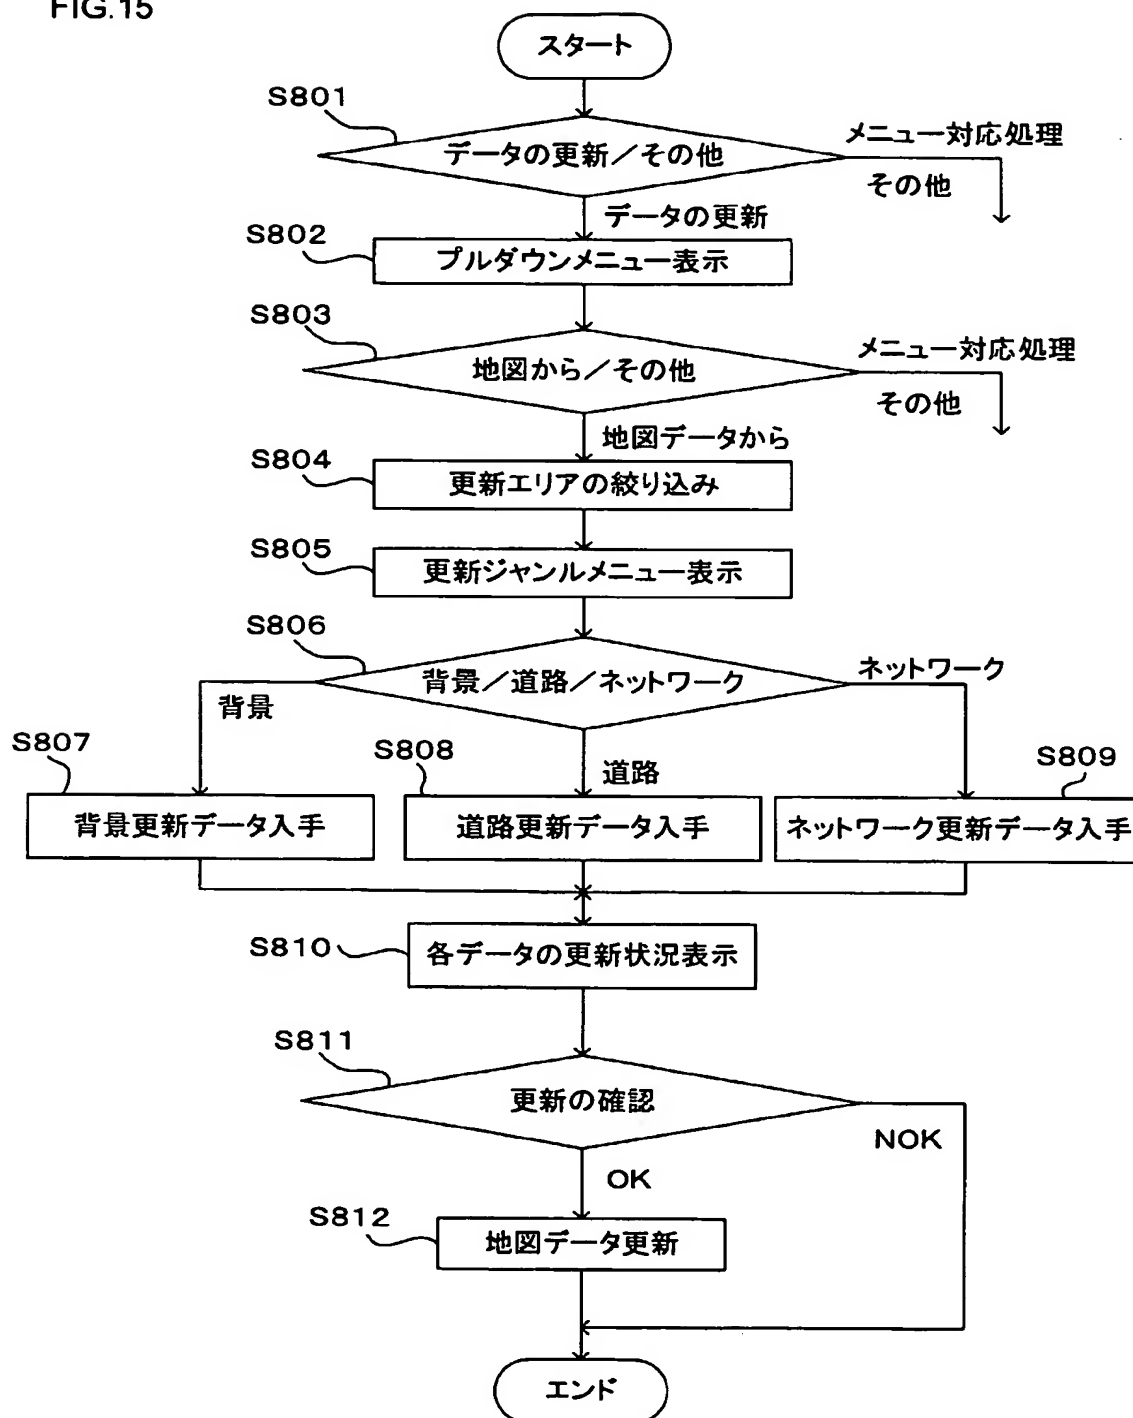 FIG.15
スタート
S801
データの更新／その他
メニュー対応処理
その他
データの更新
S802
プルダウンメニュー表示
S803
地図から／その他
メニュー対応処理
その他
地図データから
S804
更新エリアの絞り込み
S805
更新ジャンルメニュー表示
S806
背景／道路／ネットワーク
ネットワーク
背景
S807
S808
道路
S809
背景更新データ入手
道路更新データ入手
ネットワーク更新データ入手
S810
各データの更新状況表示
S811
更新の確認
NOK
OK
S812
地図データ更新
エンド